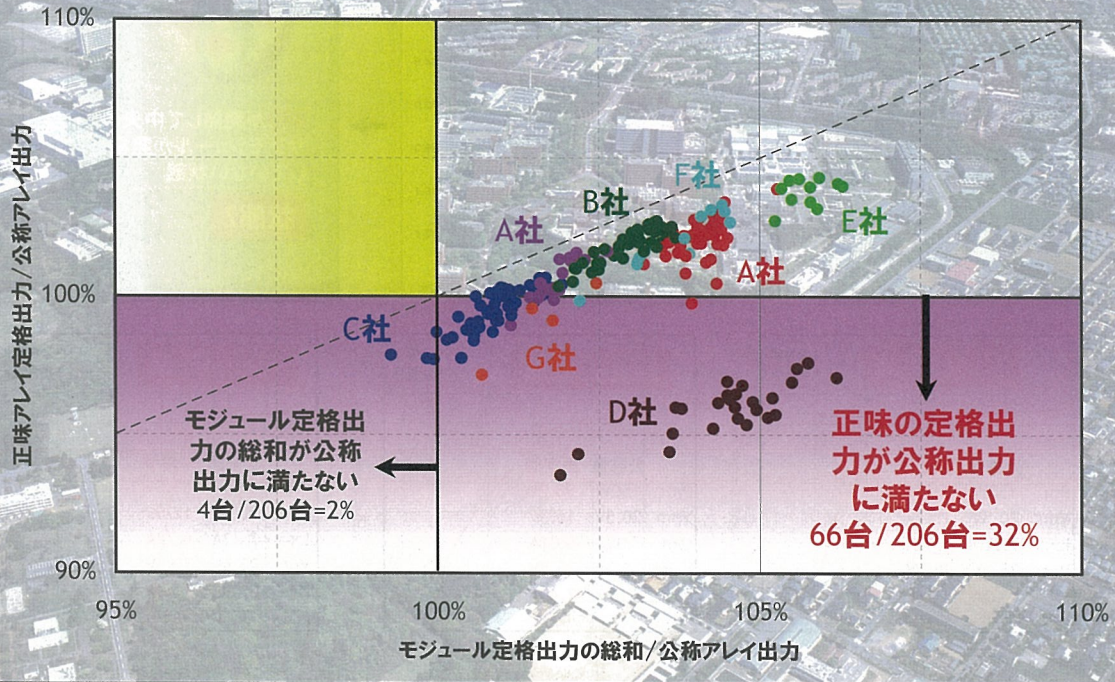 110%
100%
90%
正味アレイ定格出力/公称アレイ出力
F社
B社
A社
E社
A社
C社
G社
D社
モジュール定格出
力の総和が公称
出力に満たない
4台/206台=2%
正味の定格出
力が公称出力
に満たない
66台/206台=32%
95%
100%
105%
110%
モジュール定格出力の総和/公称アレイ出力